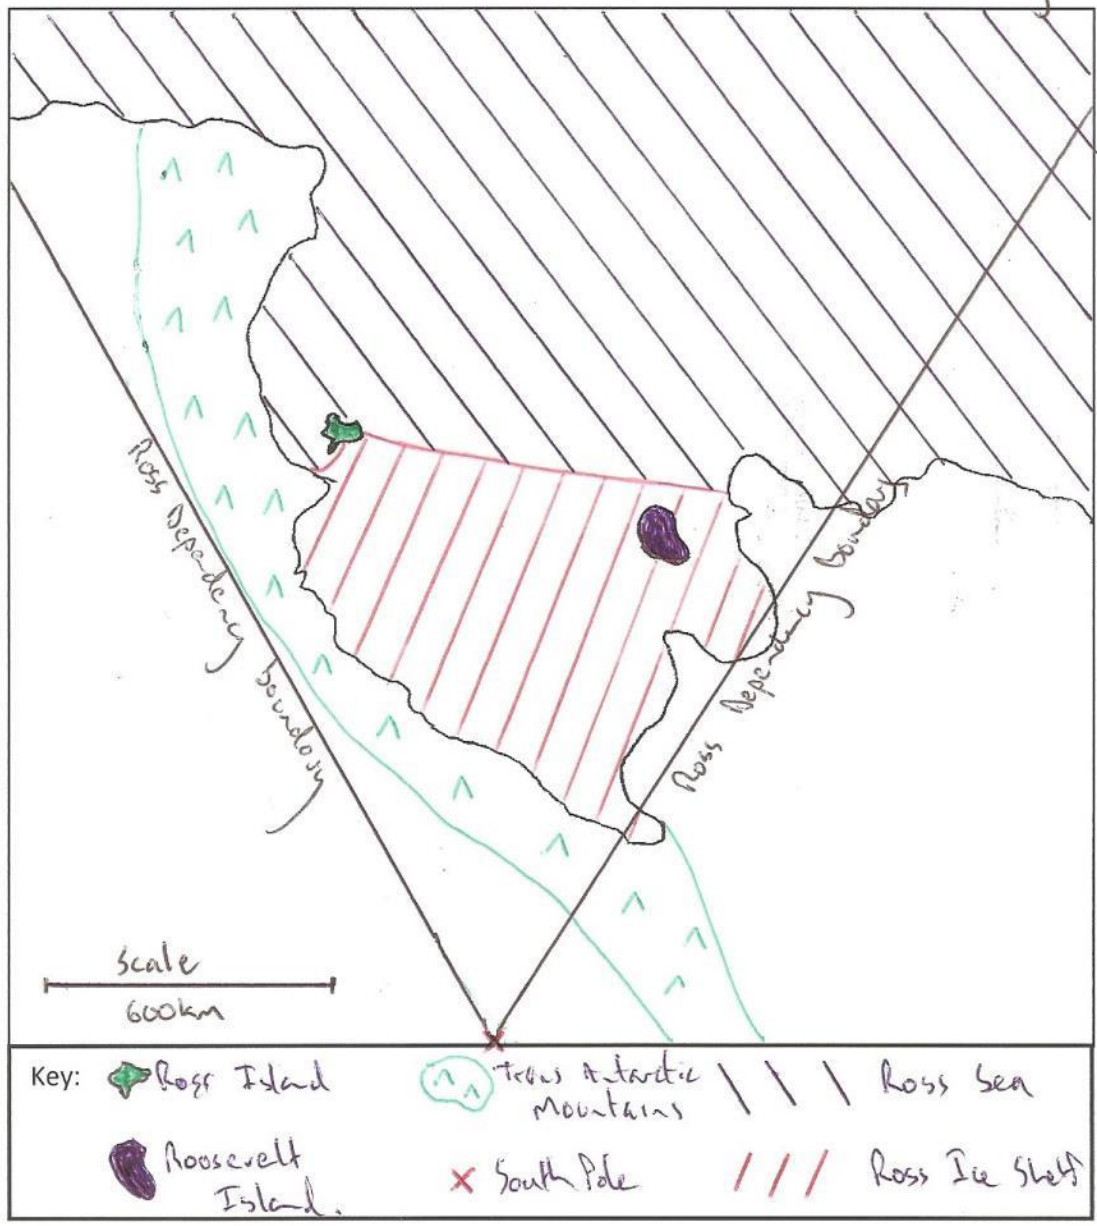 Ross Dependency boundary
Ross Dependency boundary
Scale
600km
Key:
Ross Island
Trans Antarctic
Mountains
Ross Sea
Roosevelt
Island.
South Pole
Ross Ice Shelf